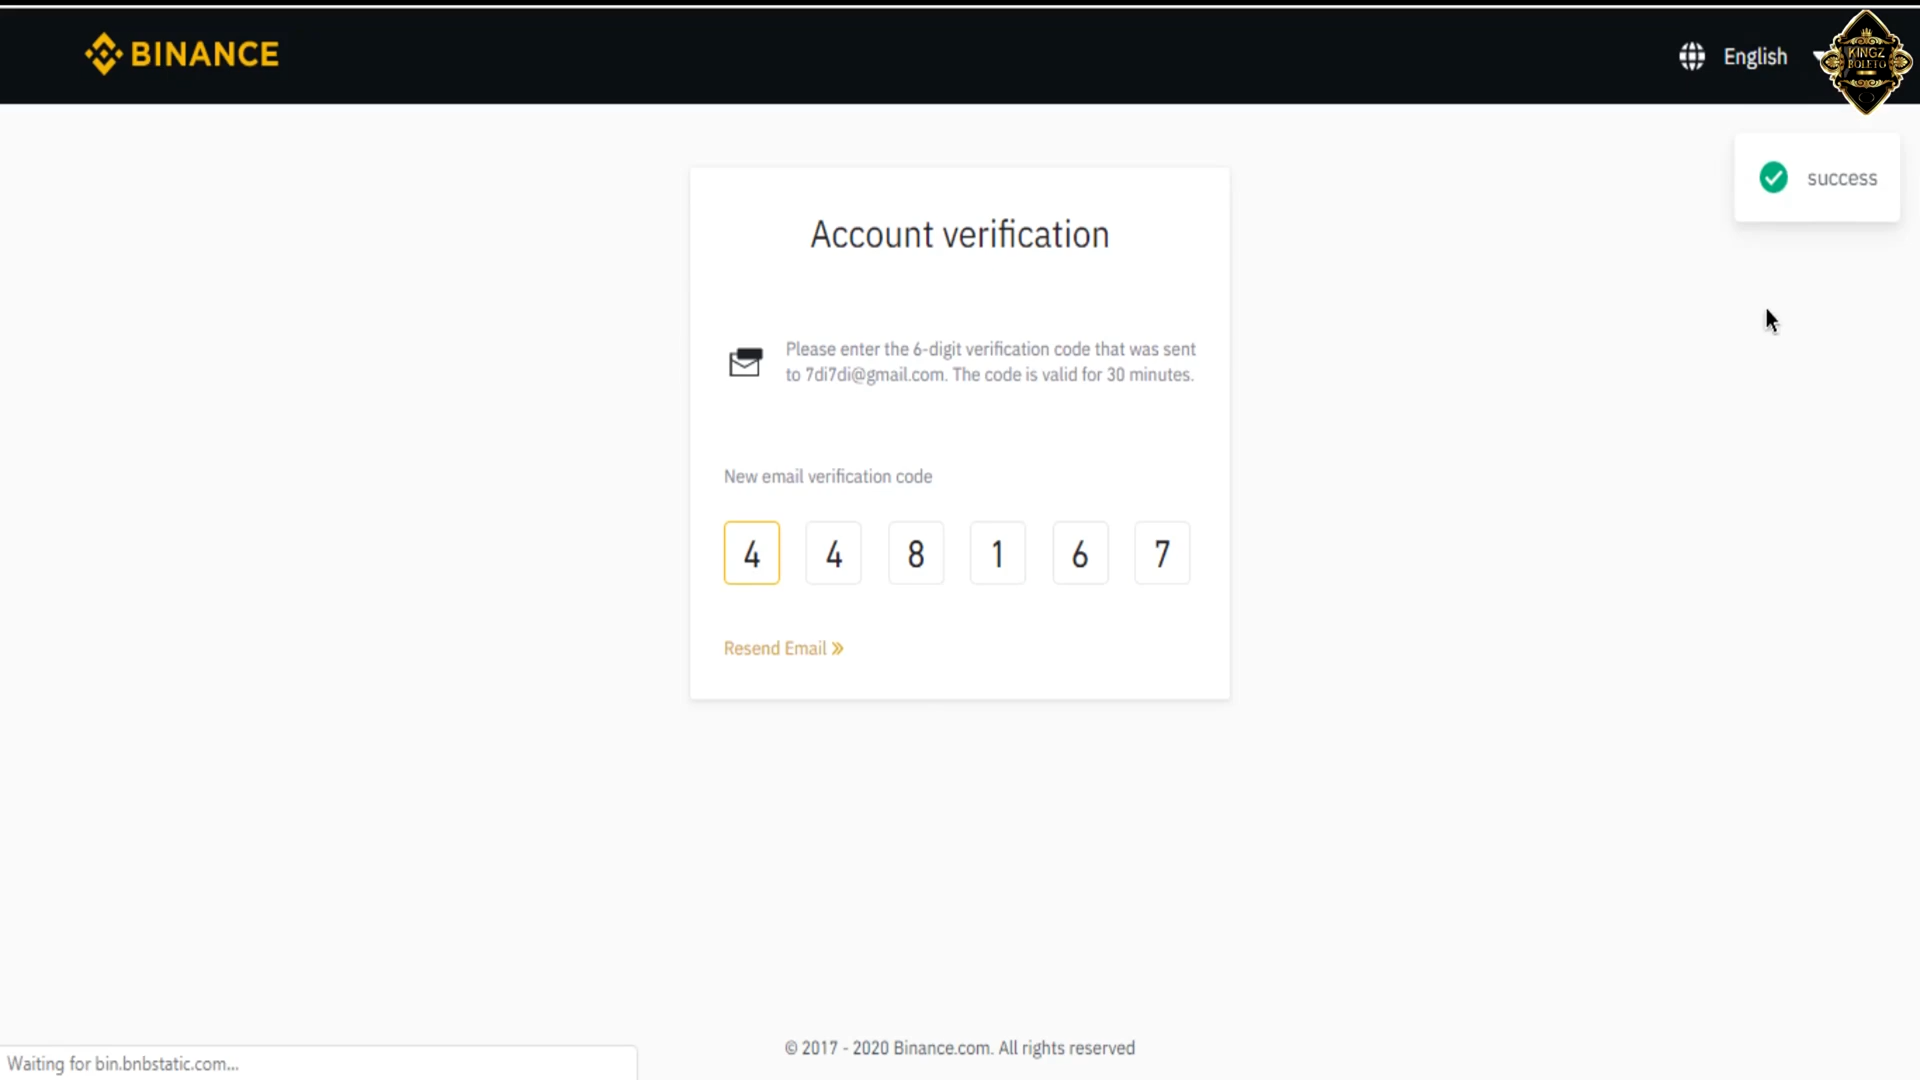 BINANCE
English
KINGZ
BOLETO
success
Account verification
Please enter the 6-digit verification code that was sent
to 7di7di@gmail.com. The code is valid for 30 minutes.
New email verification code
4 4 8 1 6 7
Resend Email »
© 2017 - 2020 Binance.com. All rights reserved
Waiting for bin.bnbstatic.com...